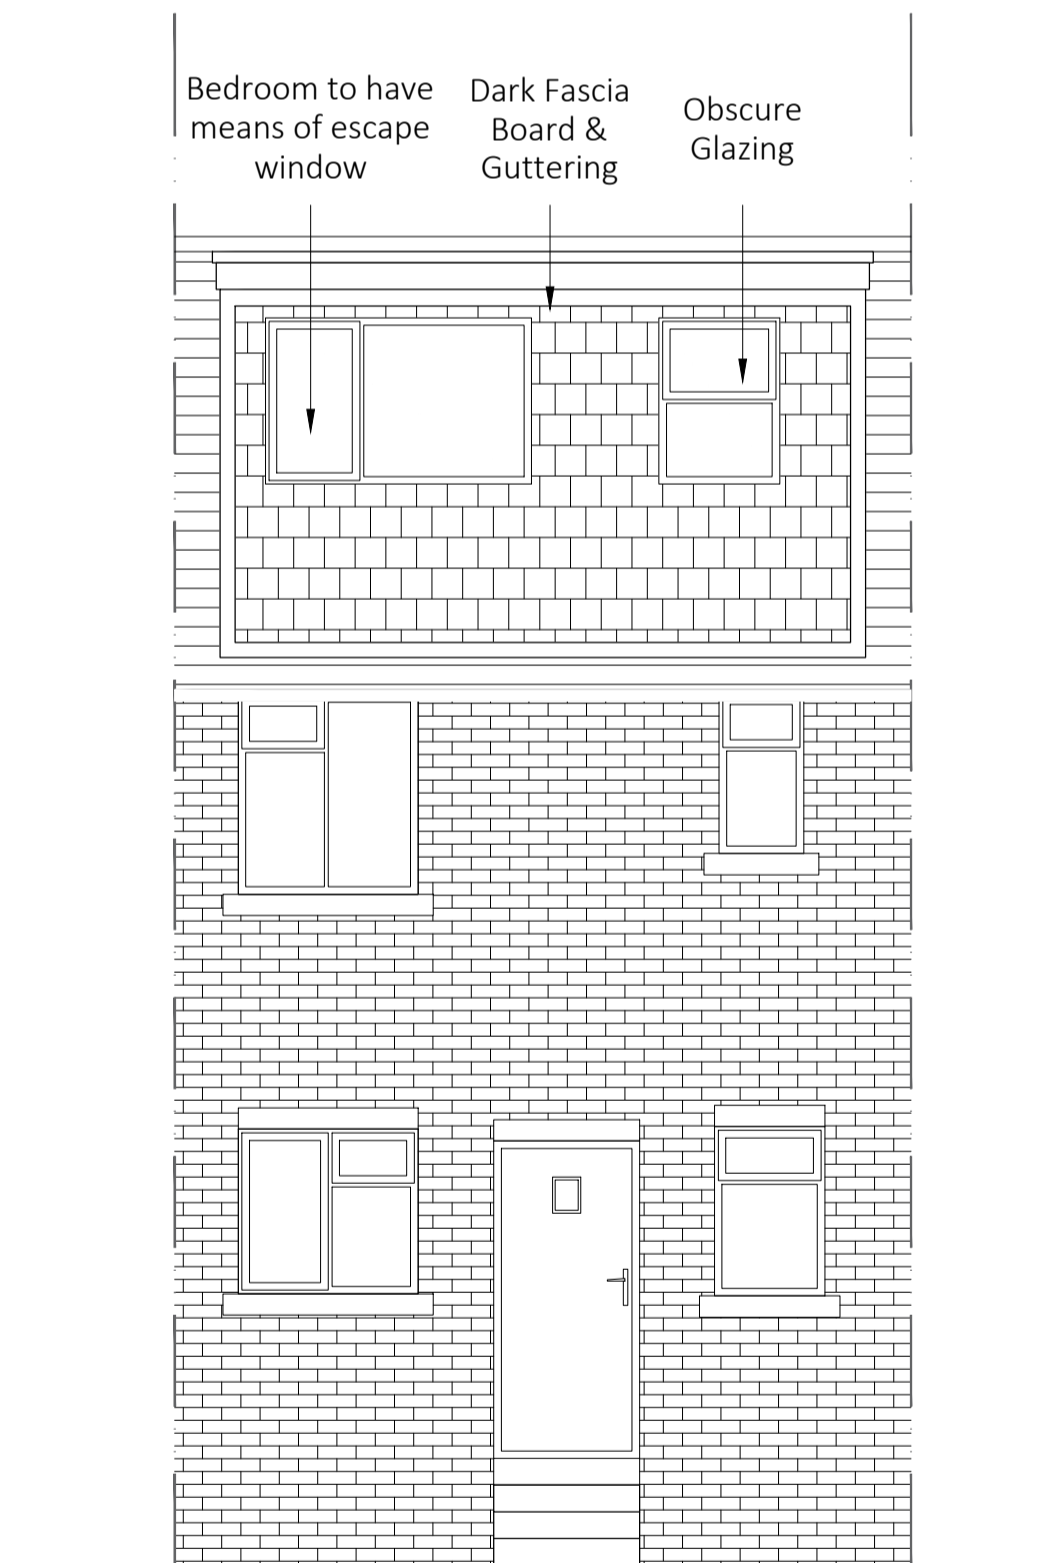 Bedroom to have
means of escape
window
Dark Fascia
Board &
Guttering
Obscure
Glazing